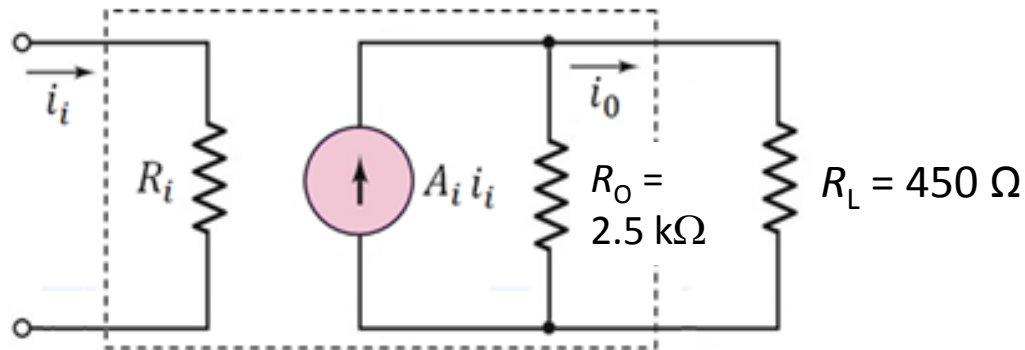 i_i
i_0
R_i
A_i i_i
R_O =
2.5 kΩ
R_L = 450 Ω